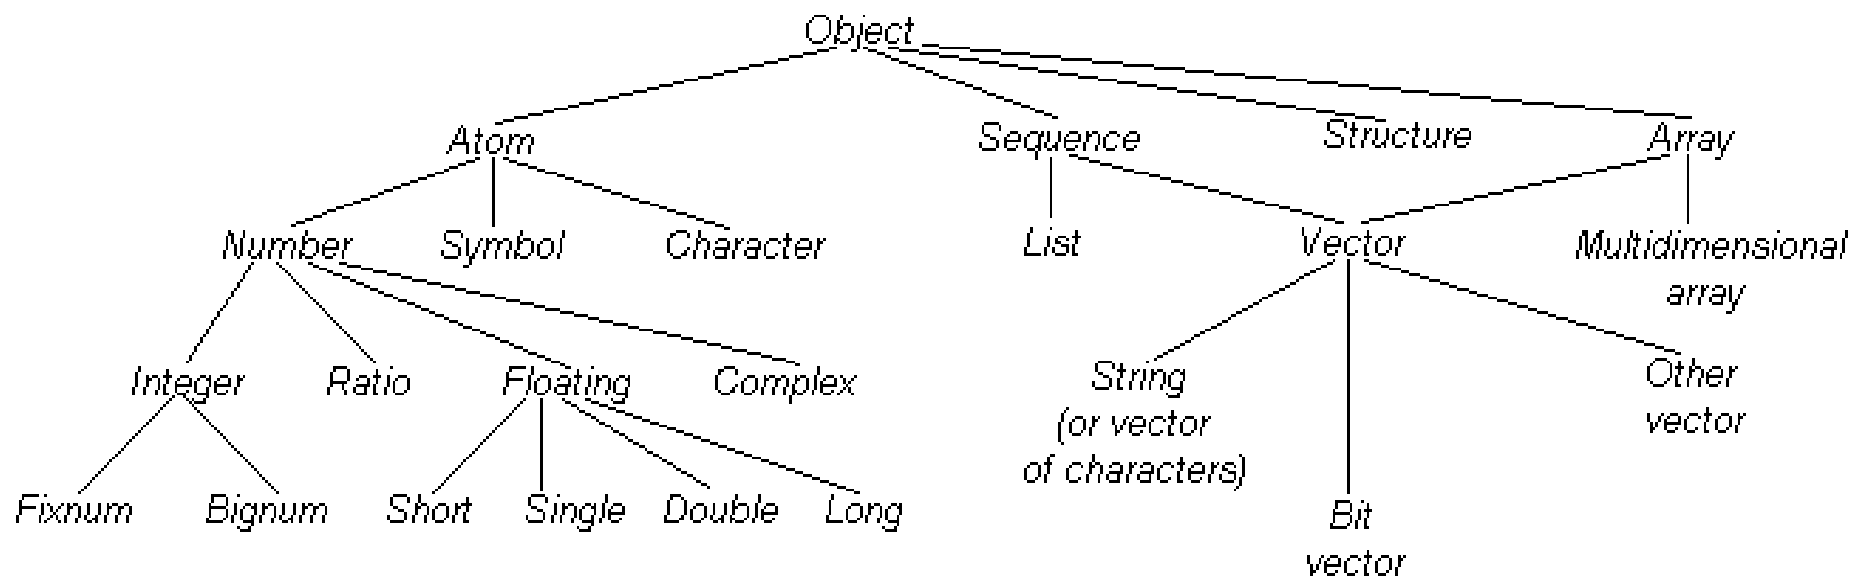 Object
Atom Sequence Structure Array
Number Symbol Character List Vector Multidimensional
array
Integer Ratio Floating Complex String Other
(or vector vector
of characters)
Fixnum Bignum Short Single Double Long Bit
vector